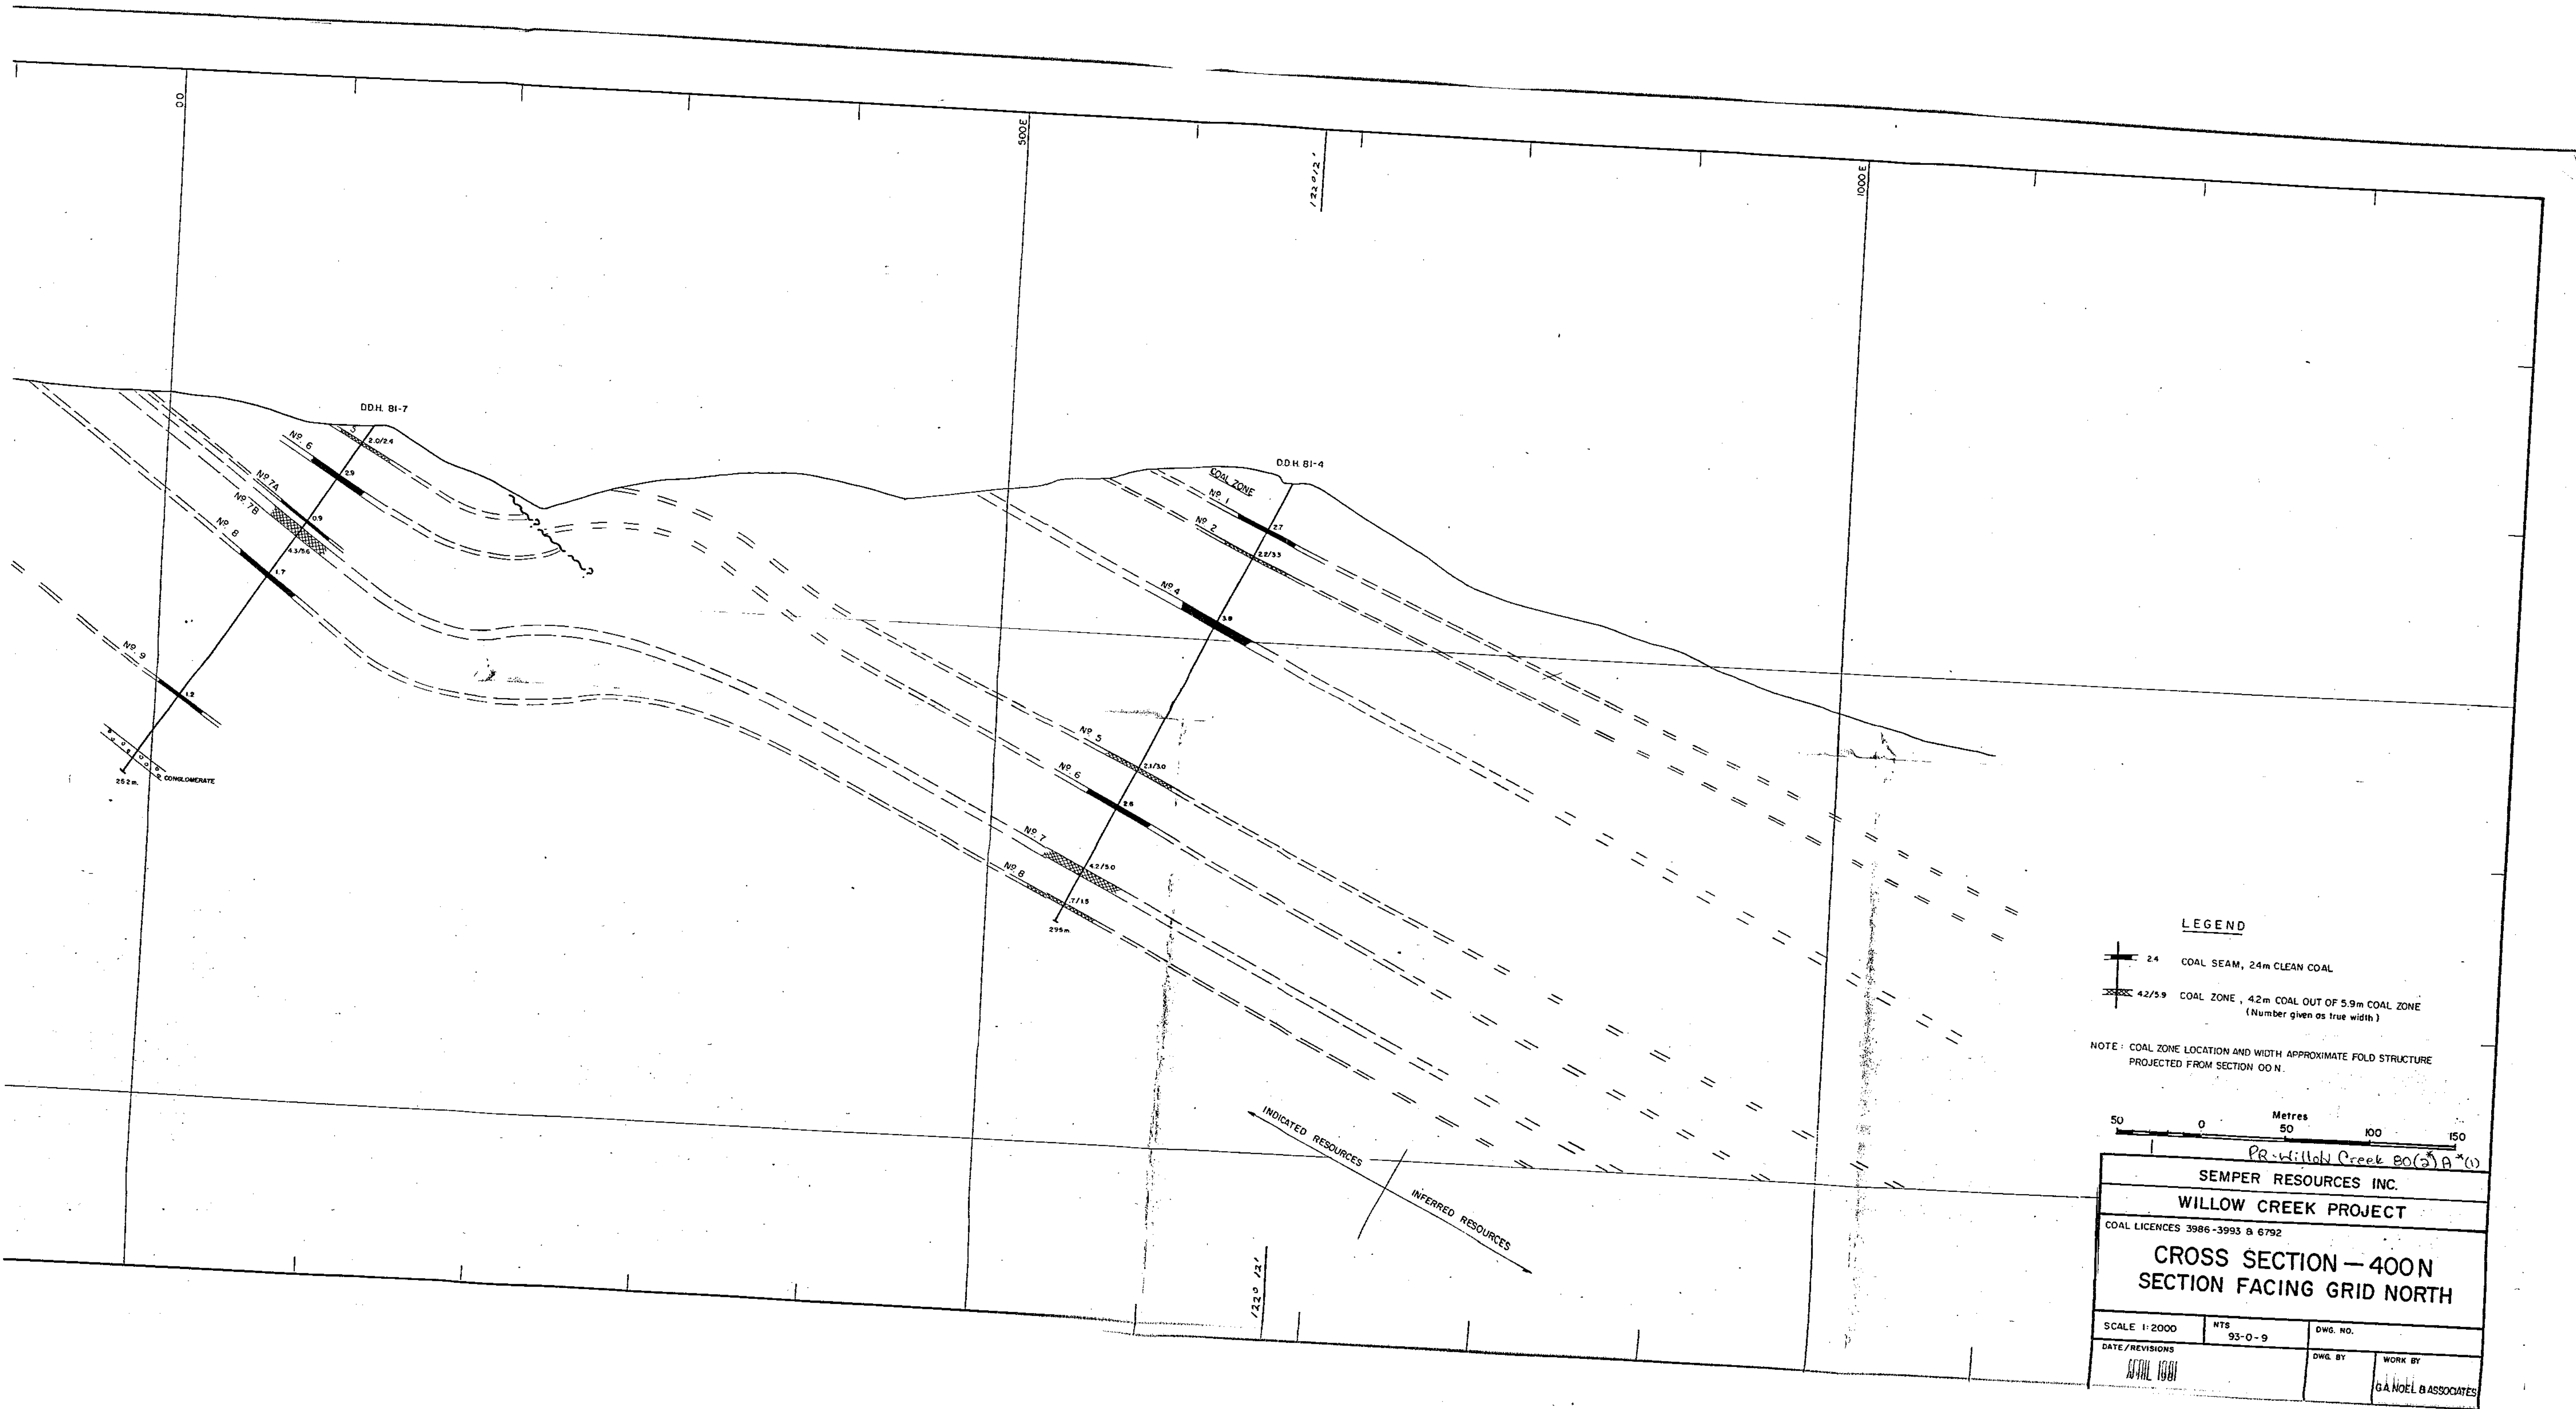 00
500E
122°12'
1000 E
D.D.H. 81-7
5
2.0/2.4
Nº. 6
2.9
Nº. 7A
0.9
Nº. 7B
4.3/5.6
Nº. 8
1.7
Nº. 9
1.2
CONGLOMERATE
252 m.
D.D.H. 81-4
COAL ZONE
Nº. 1
2.7
Nº. 2
2.2/3.3
Nº. 4
3.8
Nº. 5
2.1/3.0
Nº. 6
2.6
Nº. 7
4.2/5.0
Nº. 8
.7/1.5
295m.
INDICATED RESOURCES
INFERRED RESOURCES
122° 12'
LEGEND
2.4 COAL SEAM, 2.4m CLEAN COAL
4.2/5.9 COAL ZONE, 4.2m COAL OUT OF 5.9m COAL ZONE
(Number given as true width)
NOTE: COAL ZONE LOCATION AND WIDTH APPROXIMATE FOLD STRUCTURE
PROJECTED FROM SECTION 00 N.
Metres
50 0 50 100 150
PR-Willow Creek 80(2)A (1)
SEMPER RESOURCES INC.
WILLOW CREEK PROJECT
COAL LICENCES 3986-3993 & 6792
CROSS SECTION — 400N
SECTION FACING GRID NORTH
SCALE 1:2000
NTS
93-O-9
DWG. NO.
DATE/REVISIONS
APRIL 1981
DWG. BY
WORK BY
G.A. NOEL & ASSOCIATES